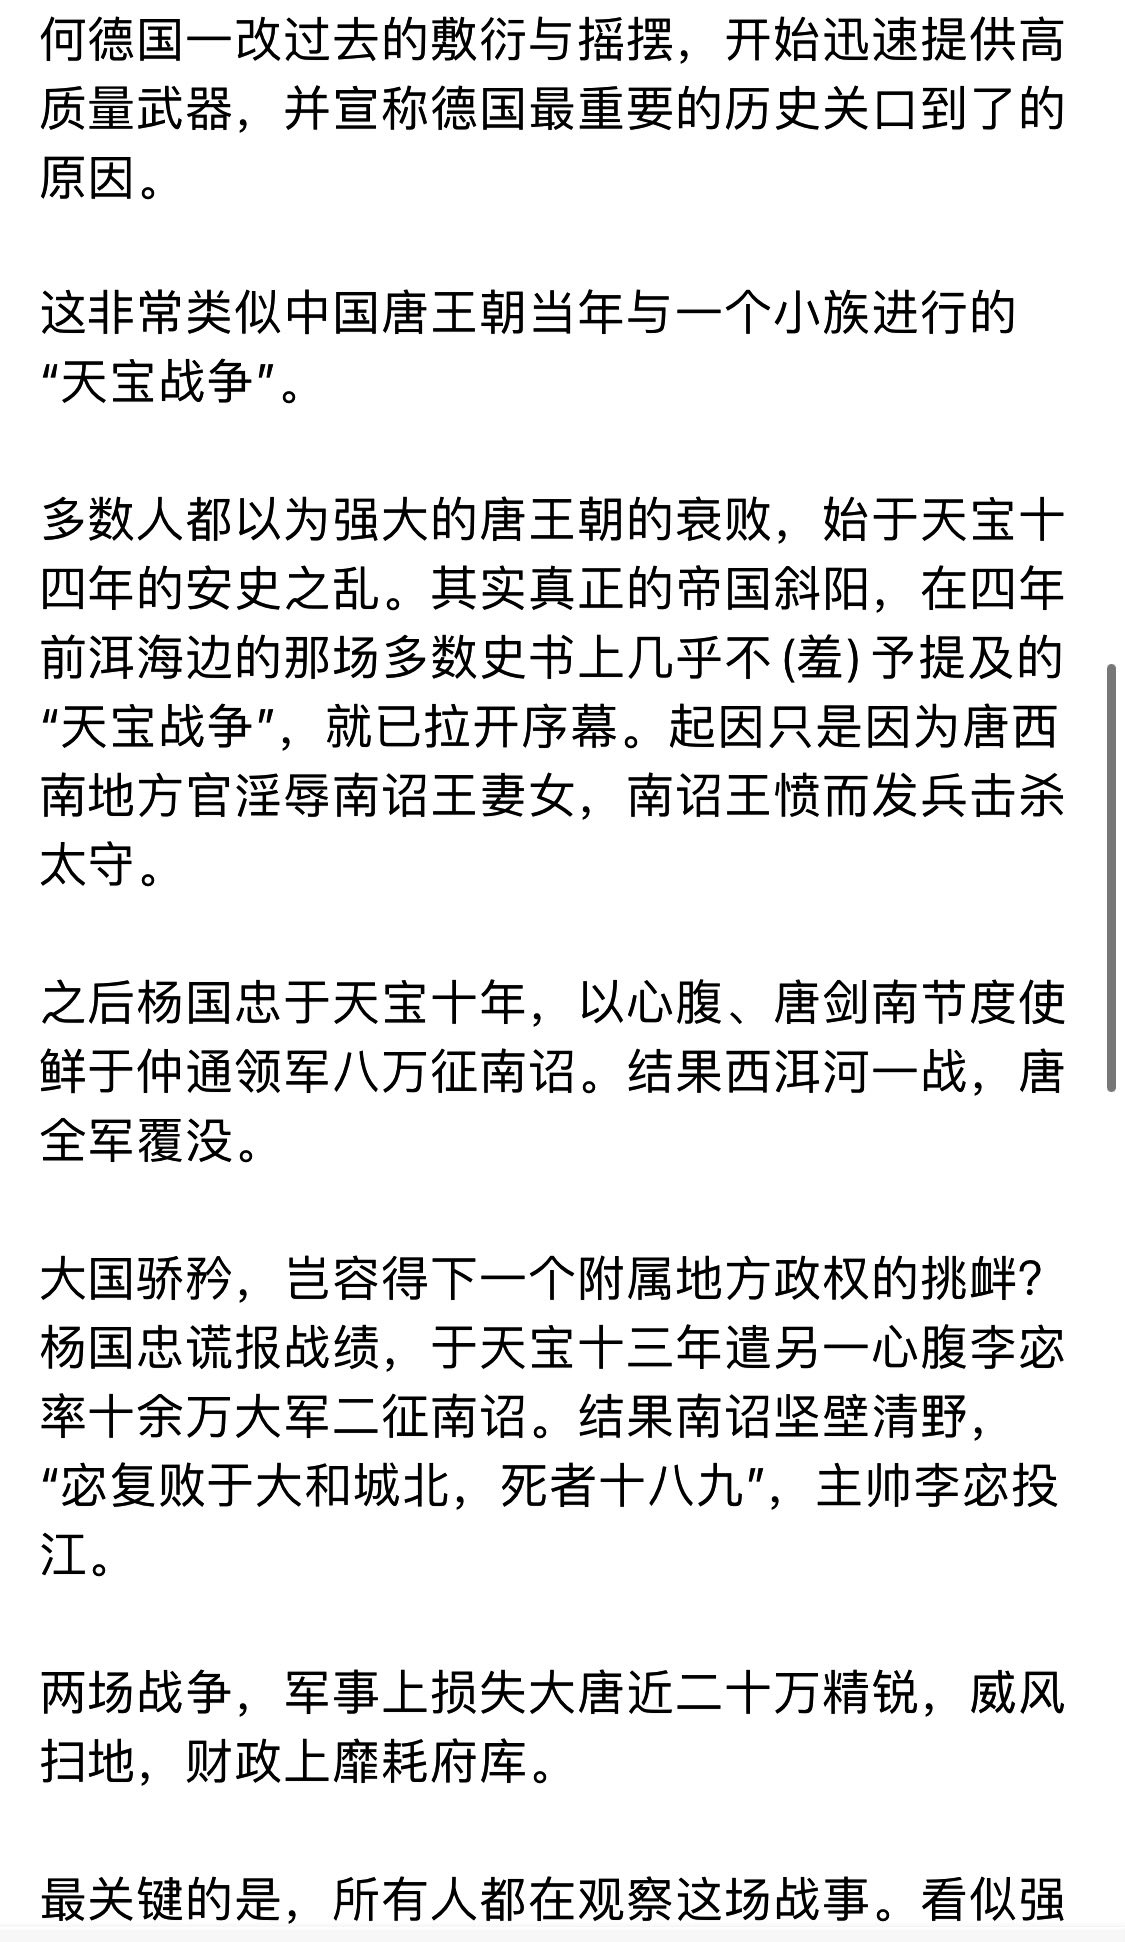 何德国一改过去的敷衍与摇摆，开始迅速提供高
质量武器，并宣称德国最重要的历史关口到了的
原因。
这非常类似中国唐王朝当年与一个小族进行的
“天宝战争”。
多数人都以为强大的唐王朝的衰败，始于天宝十
四年的安史之乱。其实真正的帝国斜阳，在四年
前洱海边的那场多数史书上几乎不(羞)予提及的
“天宝战争”，就已拉开序幕。起因只是因为唐西
南地方官淫辱南诏王妻女，南诏王愤而发兵击杀
太守。
之后杨国忠于天宝十年，以心腹、唐剑南节度使
鲜于仲通领军八万征南诏。结果西洱河一战，唐
全军覆没。
大国骄矜，岂容得下一个附属地方政权的挑衅？
杨国忠谎报战绩，于天宝十三年遣另一心腹李宓
率十余万大军二征南诏。结果南诏坚壁清野，
“宓复败于大和城北，死者十八九”，主帅李宓投
江。
两场战争，军事上损失大唐近二十万精锐，威风
扫地，财政上靡耗府库。
最关键的是，所有人都在观察这场战事。看似强